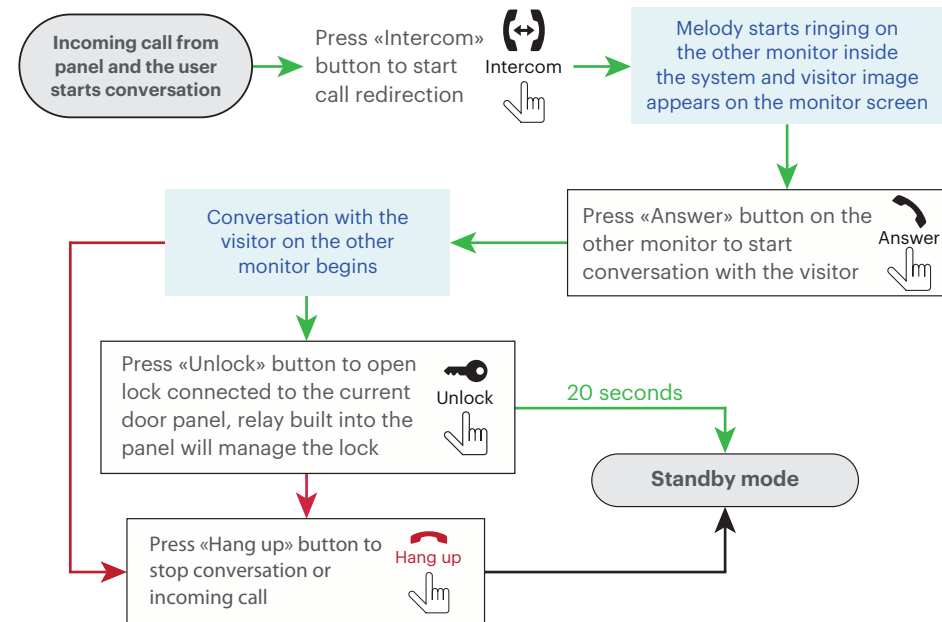 Incoming call from
panel and the user
starts conversation
Press «Intercom»
button to start
call redirection
Intercom
Melody starts ringing on
the other monitor inside
the system and visitor image
appears on the monitor screen
Press «Answer» button on the
other monitor to start
conversation with the visitor
Answer
Conversation with the
visitor on the other
monitor begins
Press «Unlock» button to open
lock connected to the current
door panel, relay built into the
panel will manage the lock
Unlock
20 seconds
Standby mode
Press «Hang up» button to
stop conversation or
incoming call
Hang up